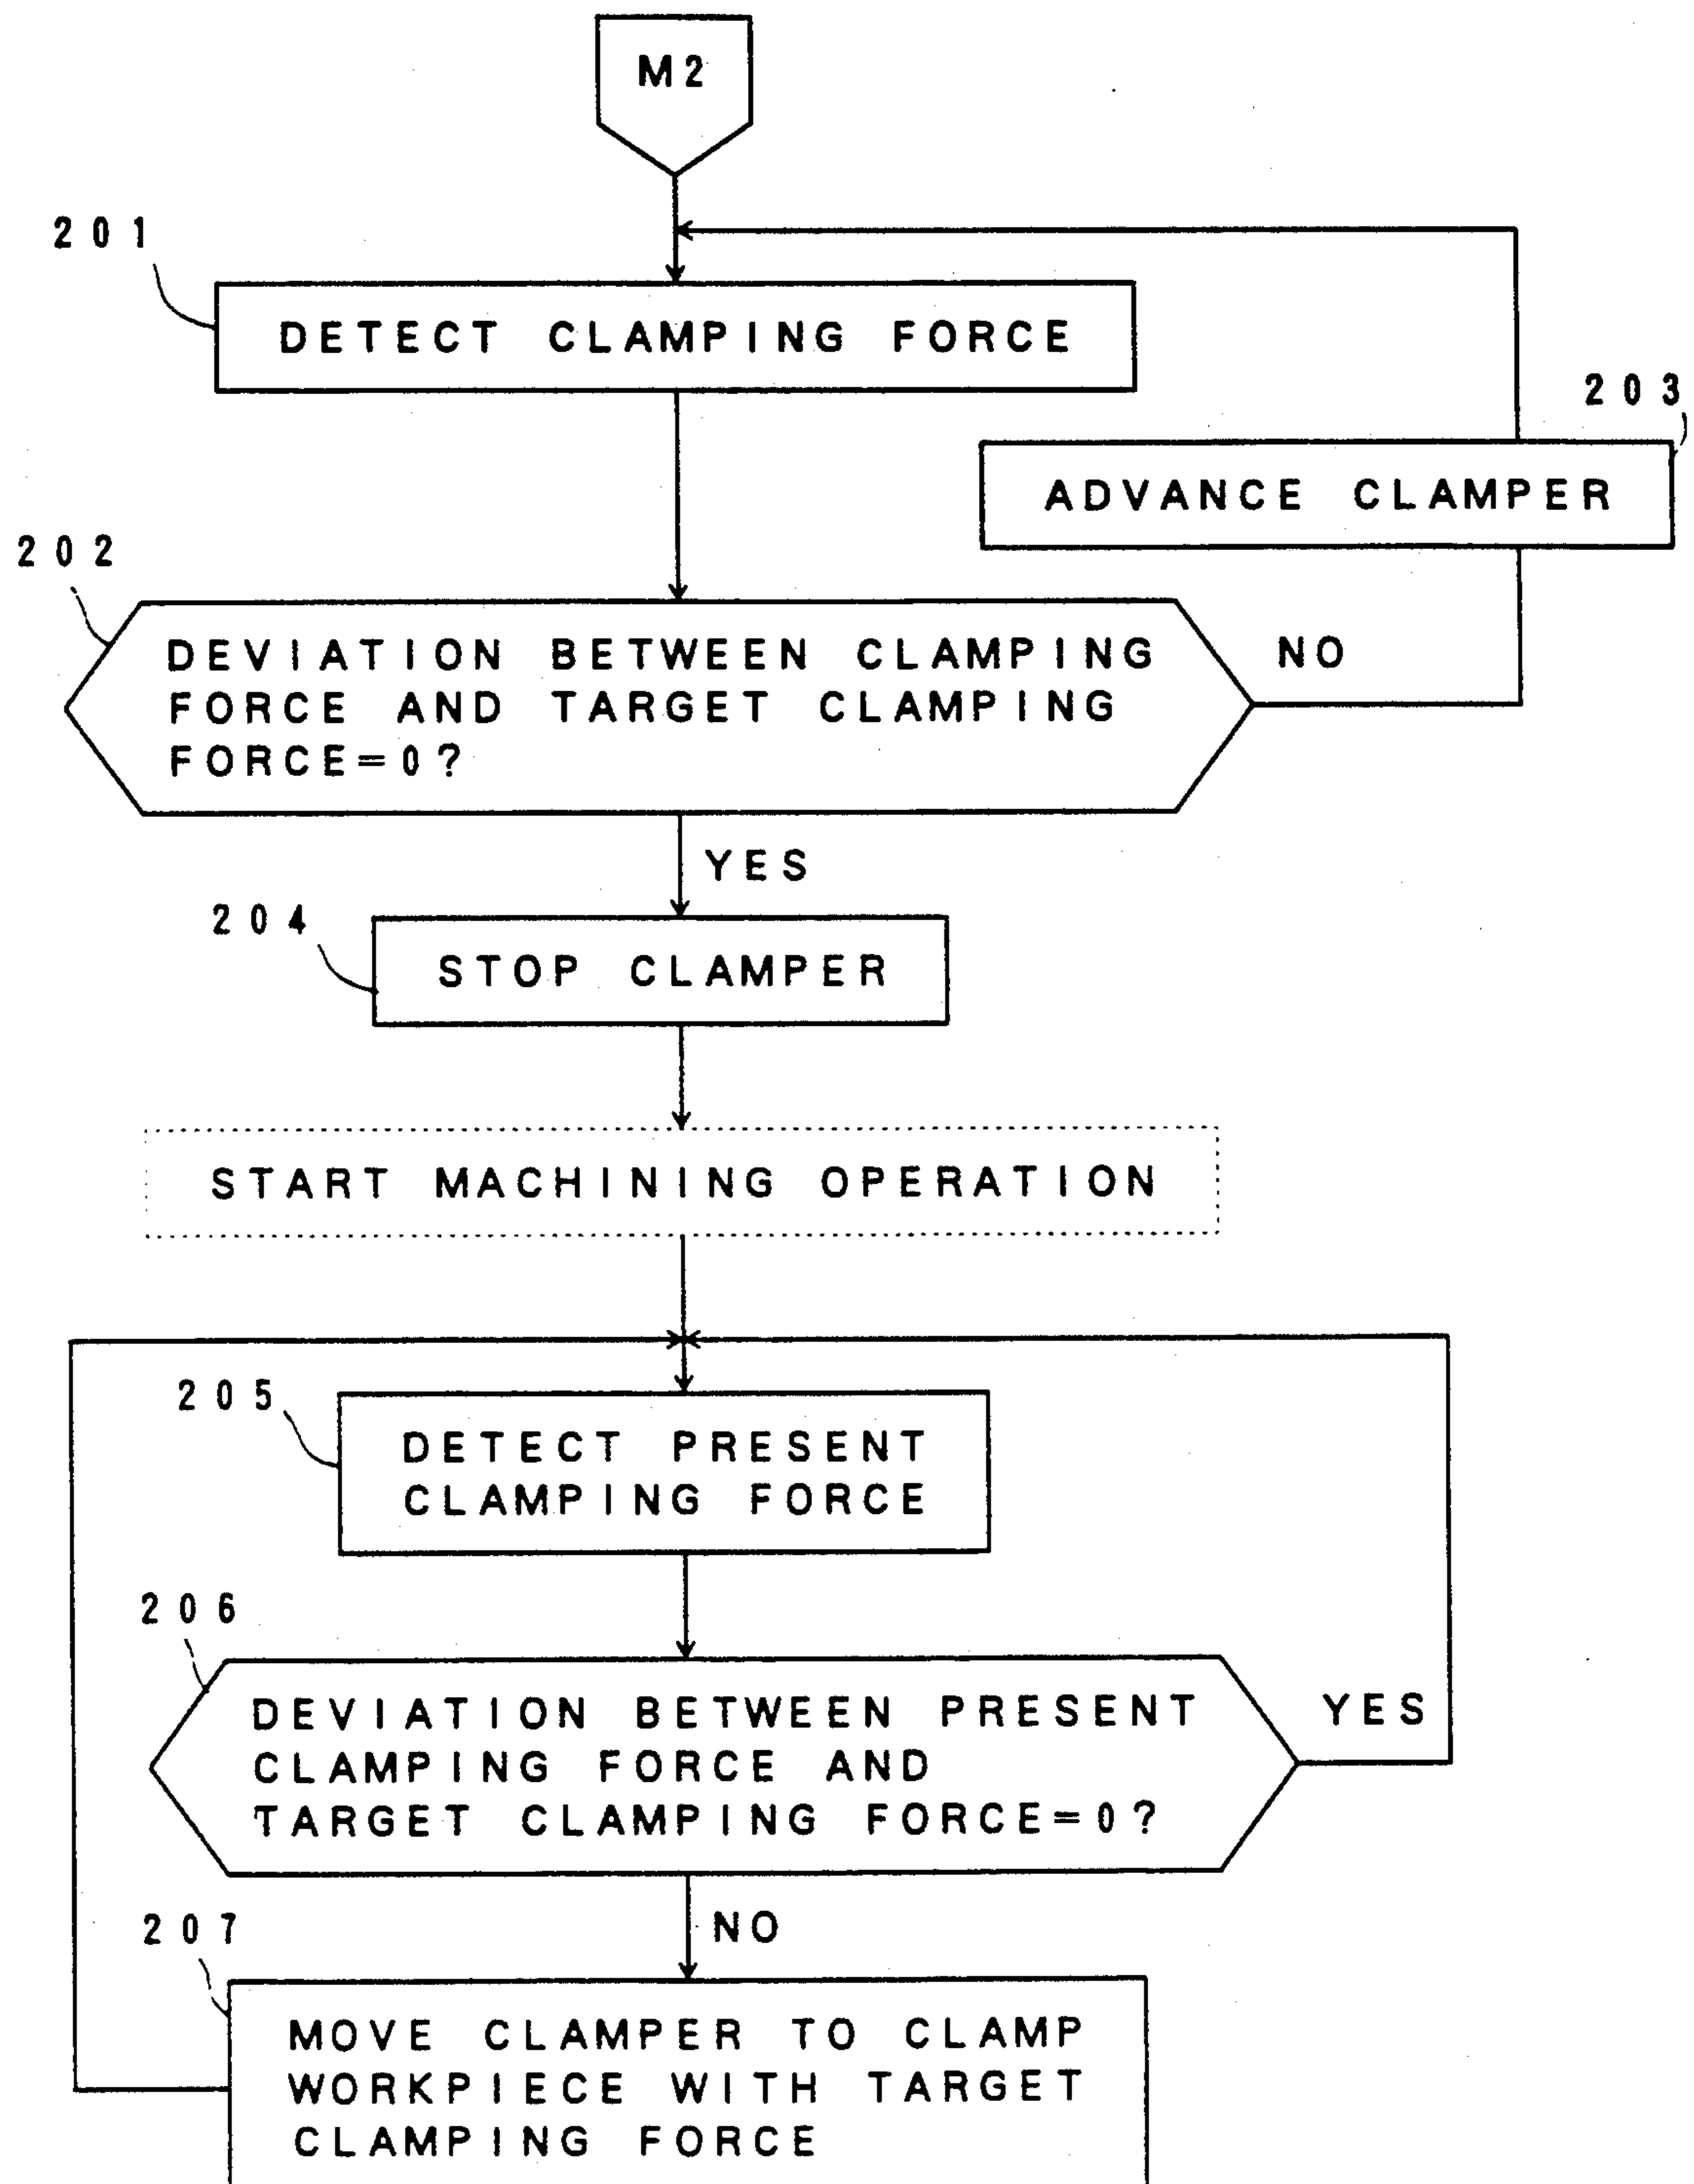 M2
201
DETECT CLAMPING FORCE
203
ADVANCE CLAMPER
202
DEVIATION BETWEEN CLAMPING
FORCE AND TARGET CLAMPING
FORCE=0?
NO
YES
204
STOP CLAMPER
START MACHINING OPERATION
205
DETECT PRESENT
CLAMPING FORCE
206
DEVIATION BETWEEN PRESENT
CLAMPING FORCE AND
TARGET CLAMPING FORCE=0?
YES
NO
207
MOVE CLAMPER TO CLAMP
WORKPIECE WITH TARGET
CLAMPING FORCE